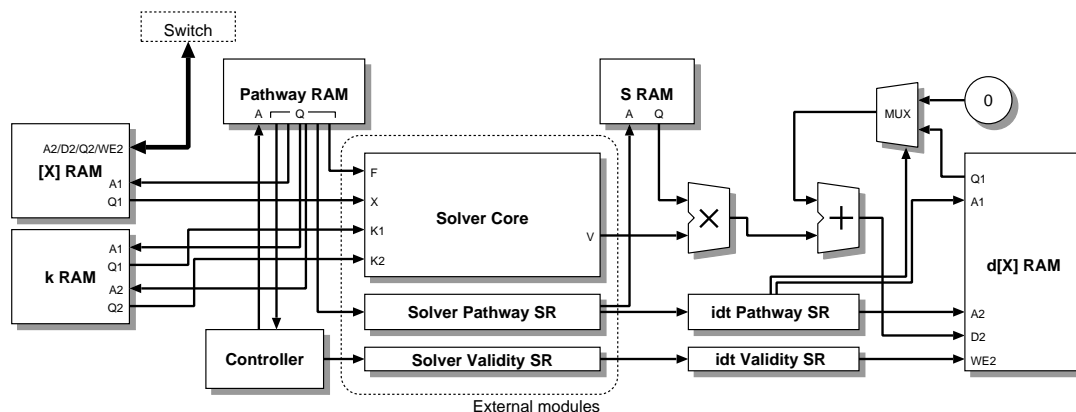 Switch
Pathway RAM
A Q
S RAM
A Q
MUX
0
A2/D2/Q2/WE2
[X] RAM
A1
Q1
F
X
K1
K2
Solver Core
V
×
+
Q1
A1
d[X] RAM
A2
D2
WE2
k RAM
A1
Q1
A2
Q2
Solver Pathway SR
idt Pathway SR
Controller
Solver Validity SR
idt Validity SR
External modules